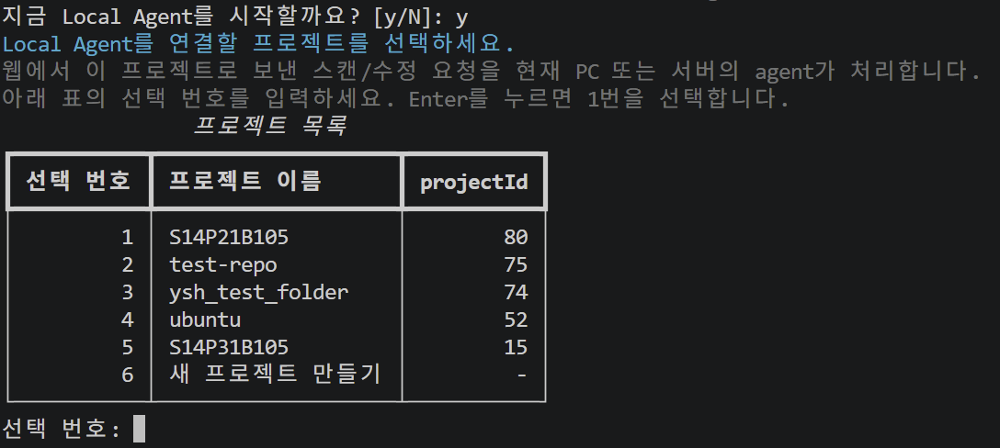 지금 Local Agent를 시작할까요? [y/N]: y
Local Agent를 연결할 프로젝트를 선택하세요.
웹에서 이 프로젝트로 보낸 스캔/수정 요청을 현재 PC 또는 서버의 agent가 처리합니다.
아래 표의 선택 번호를 입력하세요. Enter를 누르면 1번을 선택합니다.
프로젝트 목록
선택 번호 프로젝트 이름 projectId
1 S14P21B105 80
2 test-repo 75
3 ysh_test_folder 74
4 ubuntu 52
5 S14P31B105 15
6 새 프로젝트 만들기 -
선택 번호: